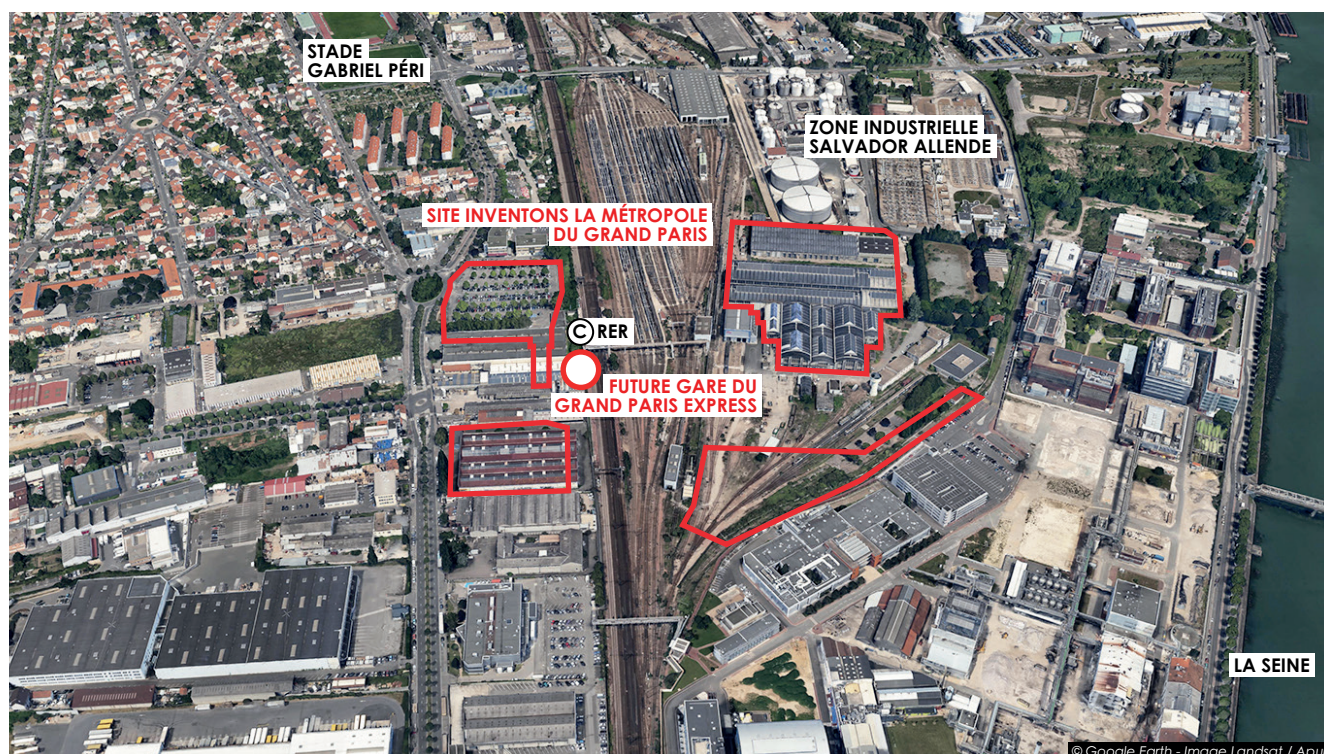 STADE
GABRIEL PÉRI
ZONE INDUSTRIELLE
SALVADOR ALLENDE
SITE INVENTONS LA MÉTROPOLE
DU GRAND PARIS
C RER
FUTURE GARE DU
GRAND PARIS EXPRESS
LA SEINE
© Google Earth - Image Landsat / Apur